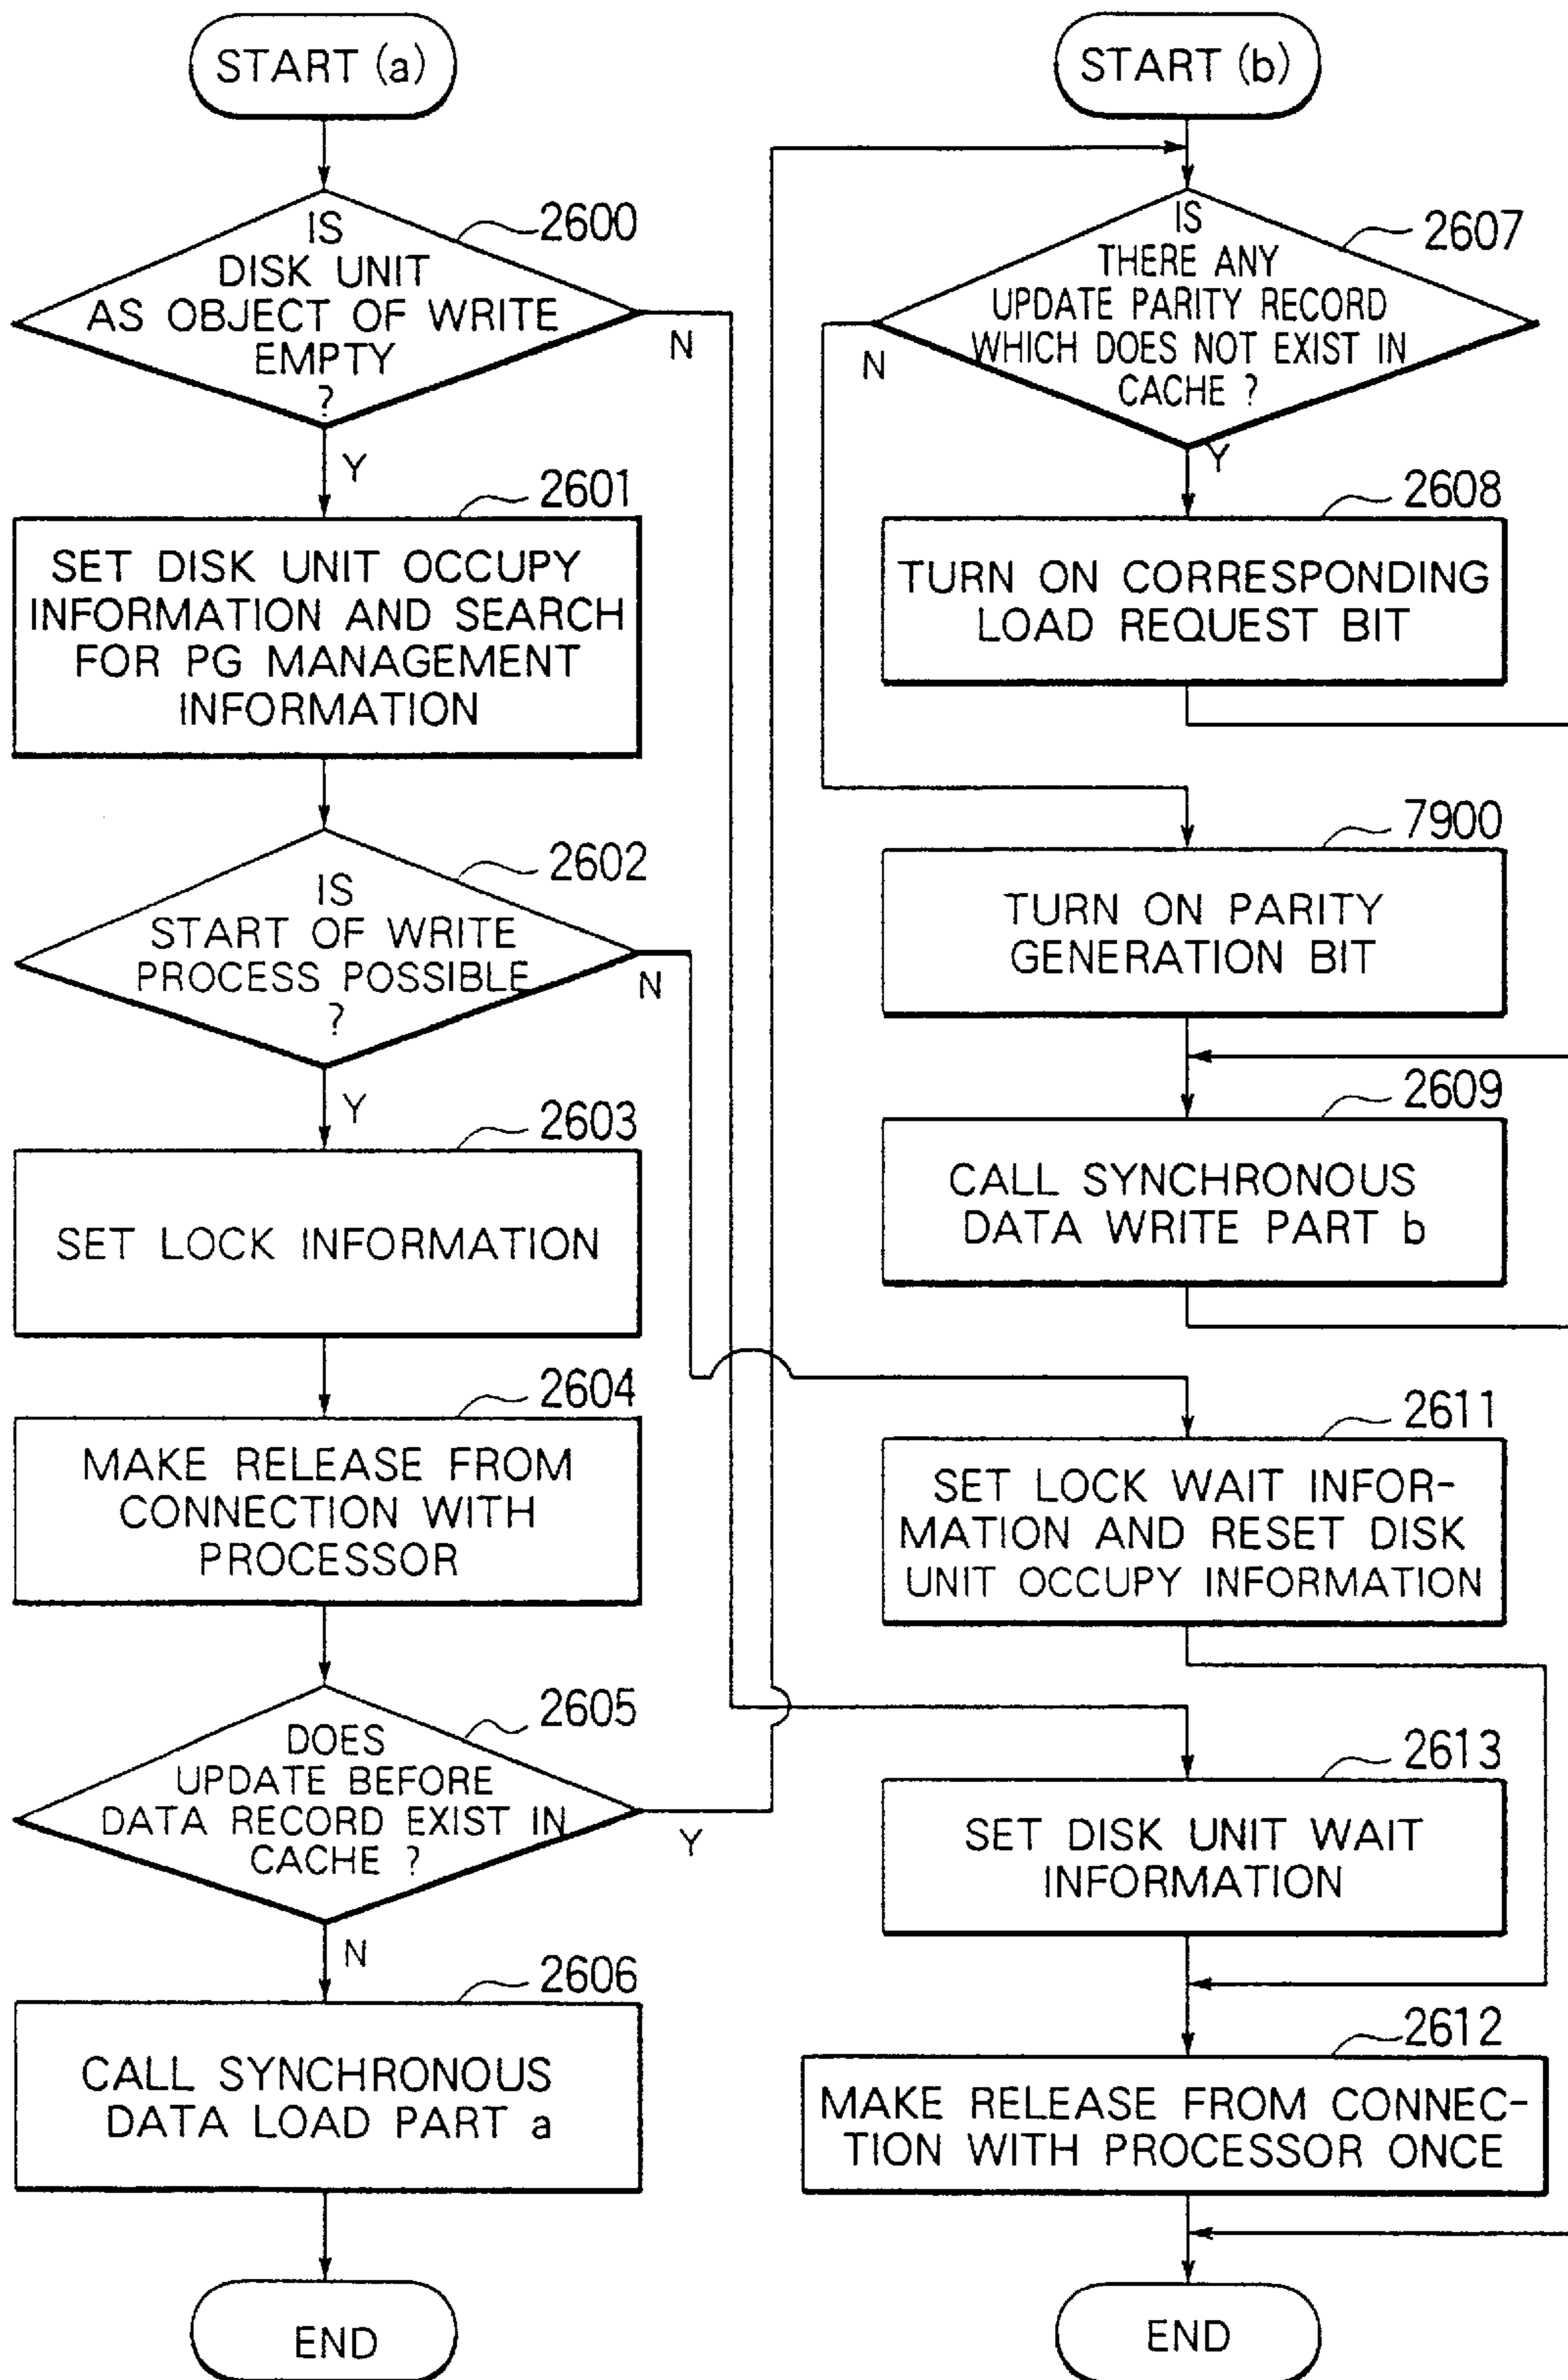 START (a)
2600
IS
DISK UNIT
AS OBJECT OF WRITE
EMPTY
?
N
Y
2601
SET DISK UNIT OCCUPY
INFORMATION AND SEARCH
FOR PG MANAGEMENT
INFORMATION
2602
IS
START OF WRITE
PROCESS POSSIBLE
?
N
Y
2603
SET LOCK INFORMATION
2604
MAKE RELEASE FROM
CONNECTION WITH
PROCESSOR
2605
DOES
UPDATE BEFORE
DATA RECORD EXIST IN
CACHE ?
Y
N
2606
CALL SYNCHRONOUS
DATA LOAD PART a
END
START (b)
2607
IS
THERE ANY
UPDATE PARITY RECORD
WHICH DOES NOT EXIST IN
CACHE ?
N
Y
2608
TURN ON CORRESPONDING
LOAD REQUEST BIT
7900
TURN ON PARITY
GENERATION BIT
2609
CALL SYNCHRONOUS
DATA WRITE PART b
2611
SET LOCK WAIT INFOR-
MATION AND RESET DISK
UNIT OCCUPY INFORMATION
2613
SET DISK UNIT WAIT
INFORMATION
2612
MAKE RELEASE FROM CONNEC-
TION WITH PROCESSOR ONCE
END